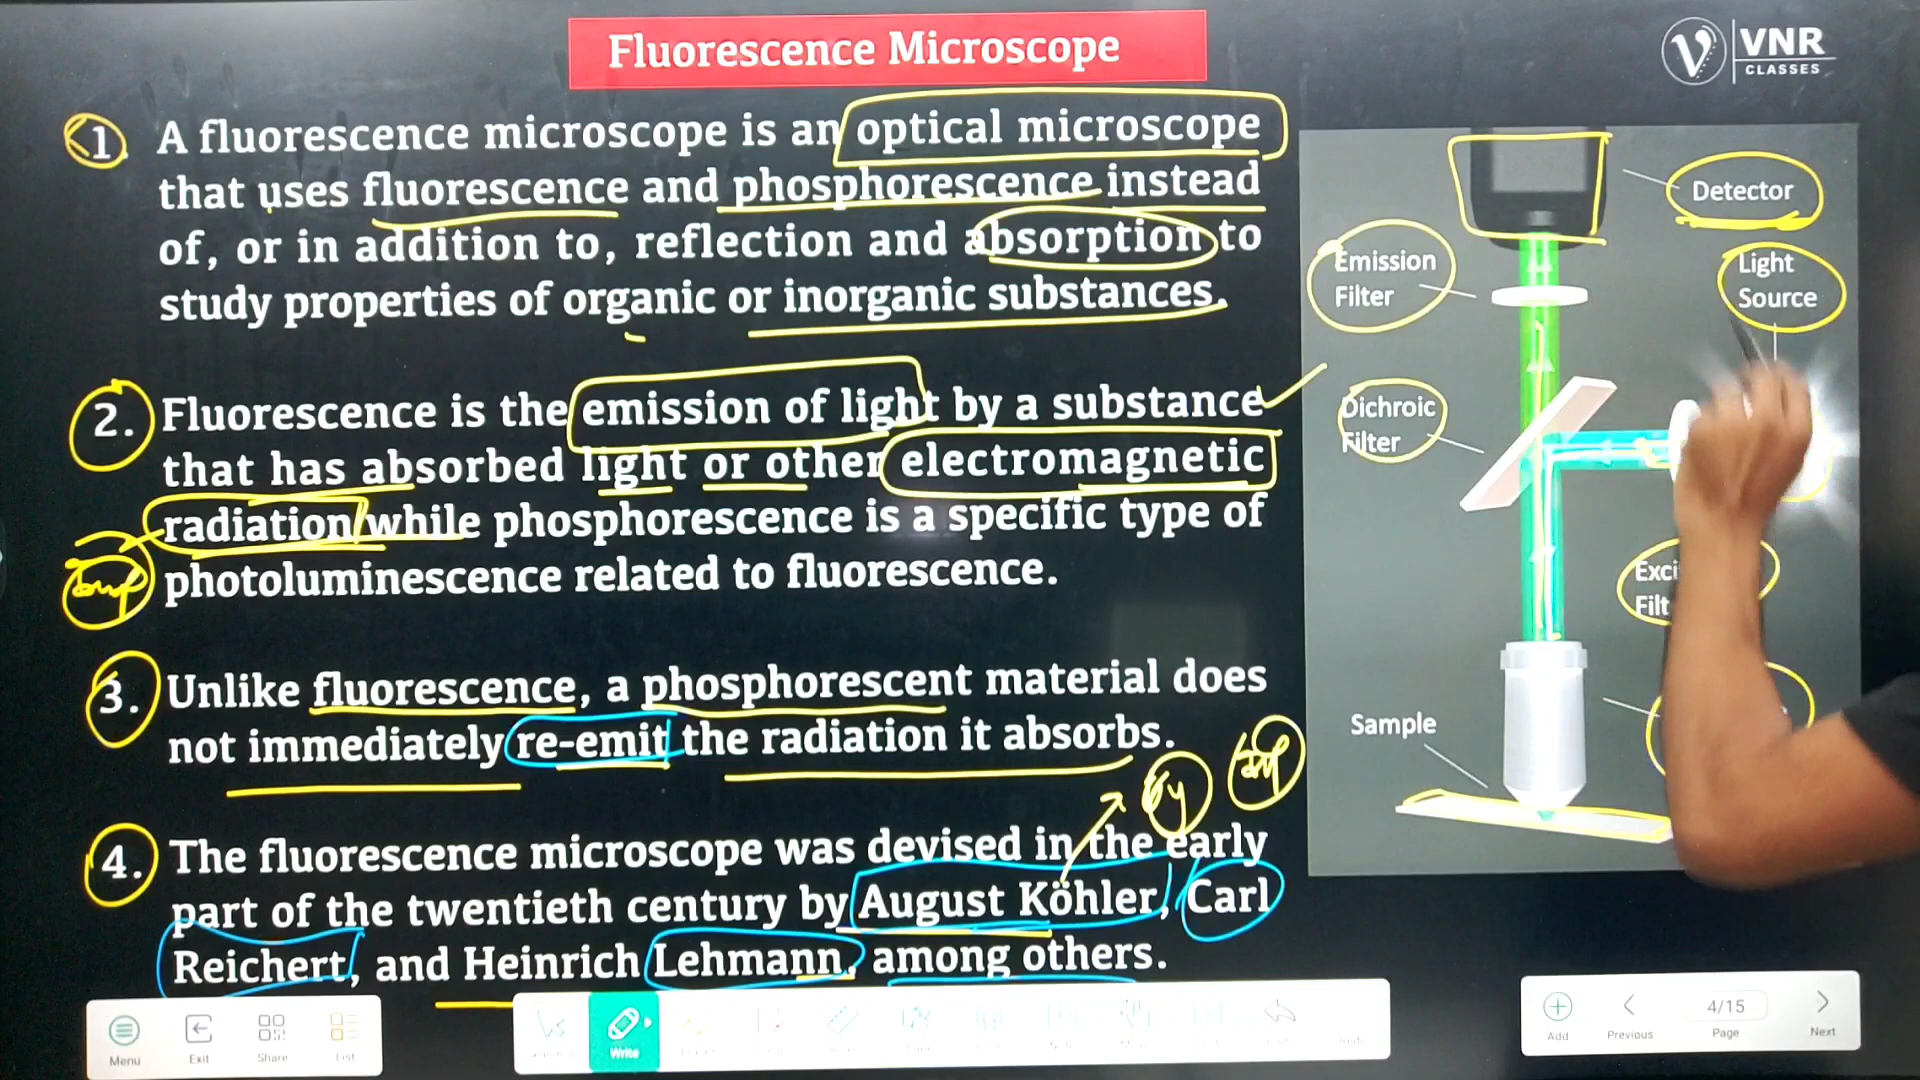 Fluorescence Microscope
VNR
CLASSES
1. A fluorescence microscope is an optical microscope
that uses fluorescence and phosphorescence instead
of, or in addition to, reflection and absorption to
study properties of organic or inorganic substances.
2. Fluorescence is the emission of light by a substance
that has absorbed light or other electromagnetic
radiation while phosphorescence is a specific type of
photoluminescence related to fluorescence.
3. Unlike fluorescence, a phosphorescent material does
not immediately re-emit the radiation it absorbs.
4. The fluorescence microscope was devised in the early
part of the twentieth century by August Köhler, Carl
Reichert, and Heinrich Lehmann, among others.
Detector
Emission
Filter
Light
Source
Dichroic
Filter
Sample
Menu
Exit
Share
List
Write
Add
Previous
4/15
Page
Next